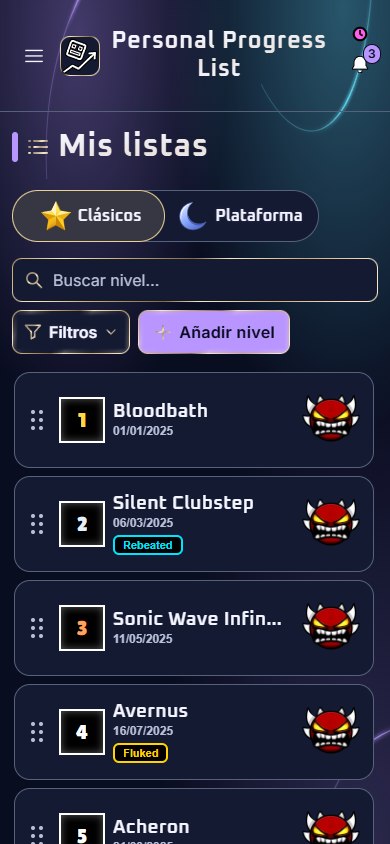 Personal Progress
List
3
Mis listas
Clásicos
Plataforma
Buscar nivel...
Filtros
Añadir nivel
1
Bloodbath
01/01/2025
2
Silent Clubstep
06/03/2025
Rebeated
3
Sonic Wave Infin...
11/05/2025
4
Avernus
16/07/2025
Fluked
5
Acheron